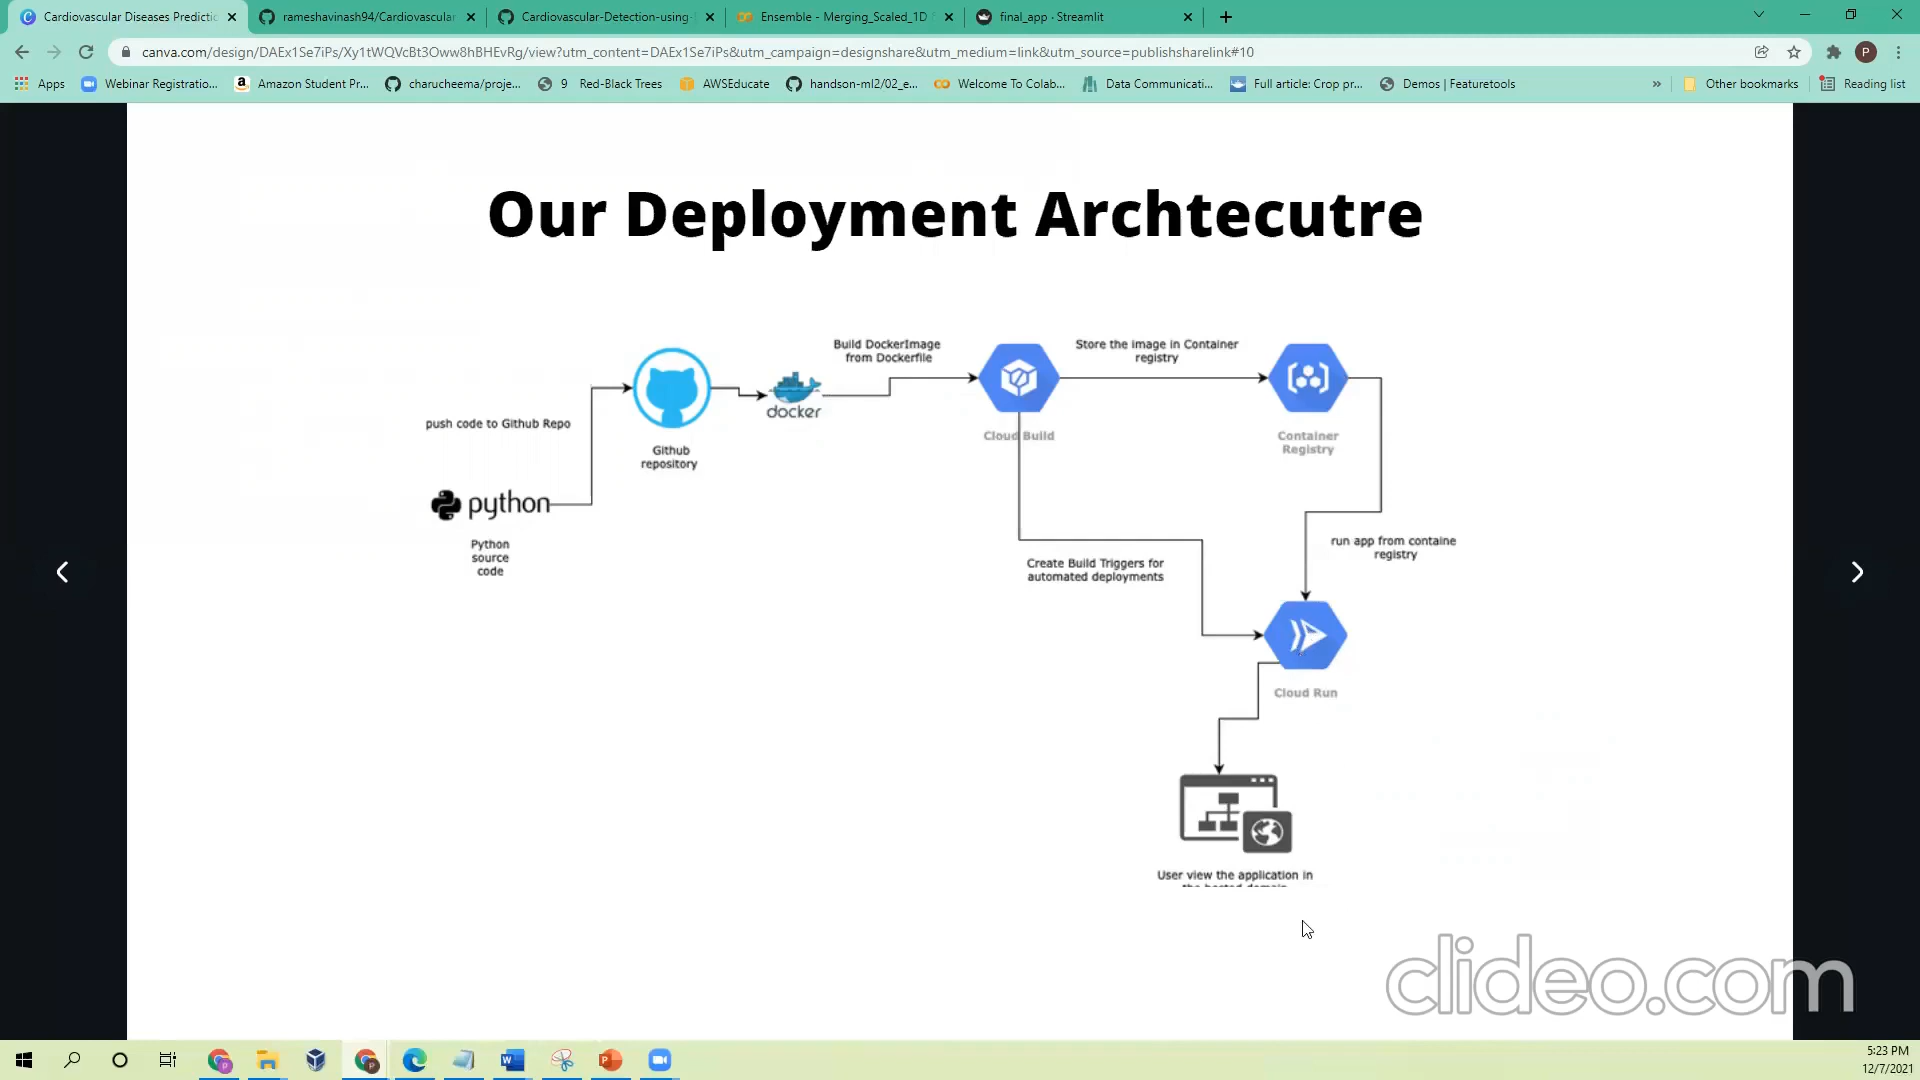 Cardiovascular Diseases Predictic
rameshavinash94/Cardiovascular
Cardiovascular-Detection-using
Ensemble - Merging_Scaled_1D
final_app · Streamlit
canva.com/design/DAEx1Se7iPs/Xy1tWQVcBt3Oww8hBHEvRg/view?utm_content=DAEx1Se7iPs&utm_campaign=designshare&utm_medium=link&utm_source=publishsharelink#10
P
Apps
Webinar Registratio...
Amazon Student Pr...
charucheema/proje...
9
Red-Black Trees
AWSEducate
handson-ml2/02_e...
Welcome To Colab...
Data Communicati...
Full article: Crop pr...
Demos | Featuretools
»
Other bookmarks
Reading list
Our Deployment Archtecutre
Build DockerImage
from Dockerfile
Store the image in Container
registry
push code to Github Repo
docker
Github
repository
Cloud Build
Container
Registry
python
Python
source
code
run app from containe
registry
Create Build Triggers for
automated deployments
Cloud Run
User view the application in
clideo.com
5:23 PM
12/7/2021